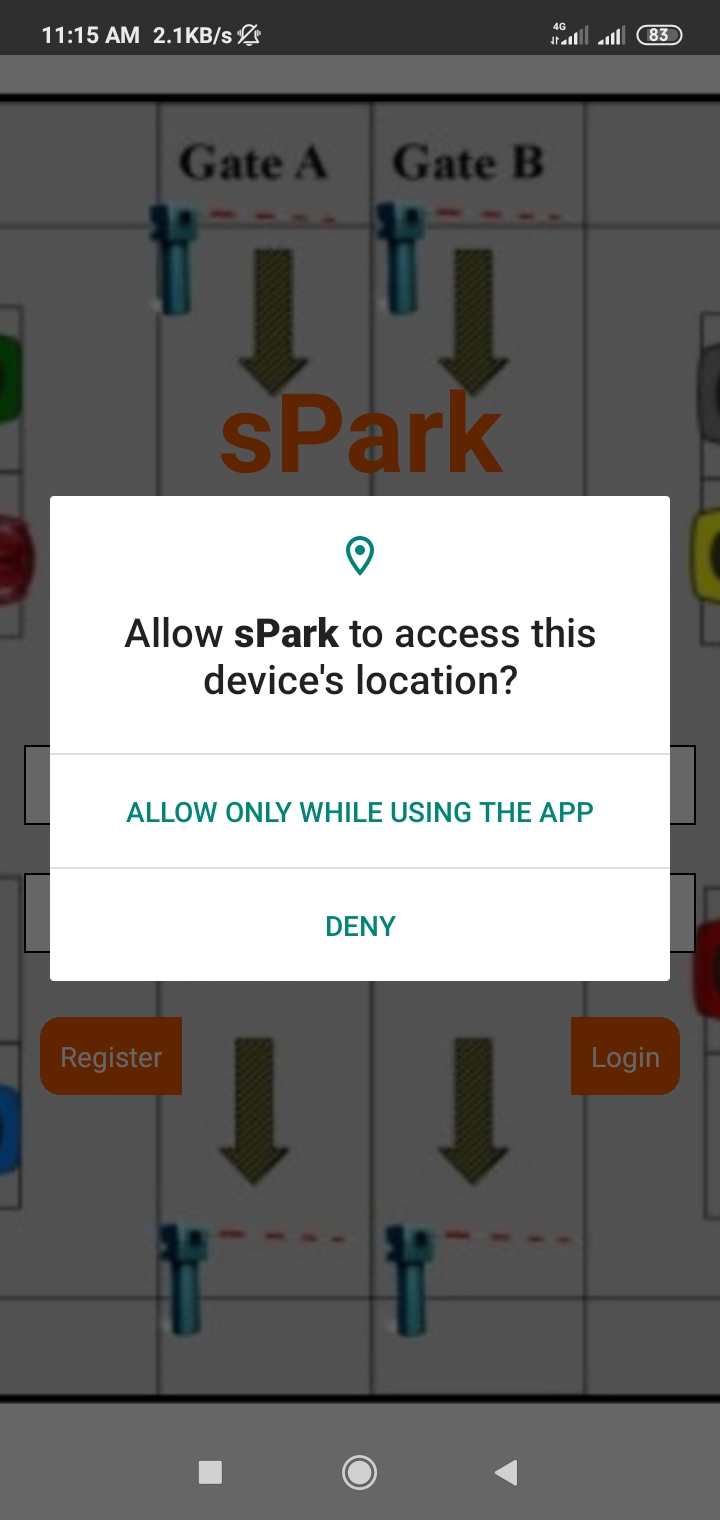 11:15 AM 2.1KB/s 4G 83
Gate A Gate B
sPark
Allow sPark to access this
device's location?
ALLOW ONLY WHILE USING THE APP
DENY
Register Login